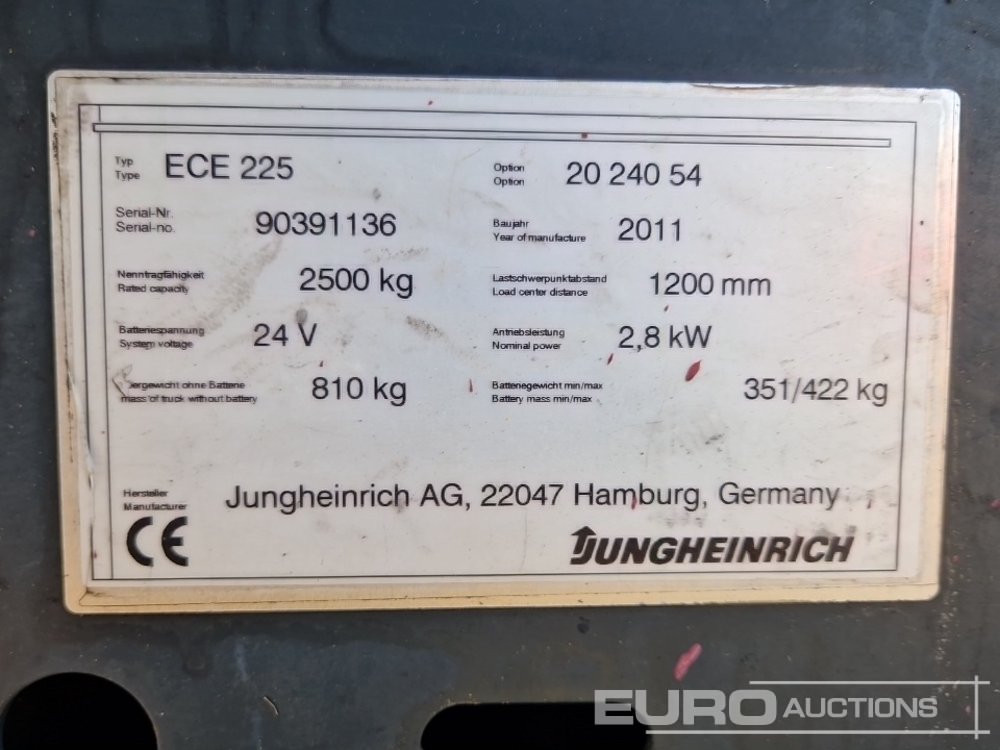 Typ
Type
ECE 225
Option
Option
20 240 54
Serial-Nr.
Serial-no.
90391136
Baujahr
Year of manufacture
2011
Nenntragfähigkeit
Rated capacity
2500 kg
Lastschwerpunktabstand
Load center distance
1200 mm
Batteriespannung
System voltage
24 V
Antriebsleistung
Nominal power
2,8 kW
ohne Batterie
mass of truck without battery
810 kg
Batteriegewicht min/max
Battery mass min/max
351/422 kg
Hersteller
Manufacturer
Jungheinrich AG, 22047 Hamburg, Germany
CE
JUNGHEINRICH
EURO AUCTIONS